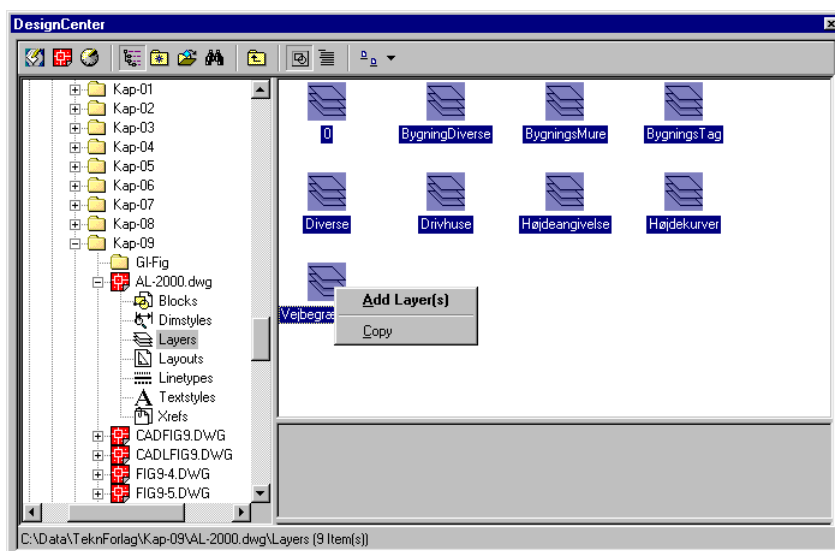 DesignCenter
Kap-01
Kap-02
Kap-03
Kap-04
Kap-05
Kap-06
Kap-07
Kap-08
Kap-09
Gl-Fig
AL-2000.dwg
Blocks
Dimstyles
Layers
Layouts
Linetypes
Textstyles
Xrefs
CADFIG9.DWG
CADLFIG9.DWG
FIG9-4.DWG
FIG9-5.DWG
0 BygningDiverse BygningsMure BygningsTag
Diverse Drivhuse Højdeangivelse Højdekurver
Add Layer(s)
Copy
C:\Data\TeknForlag\Kap-09\AL-2000.dwg\Layers (9 Item(s))